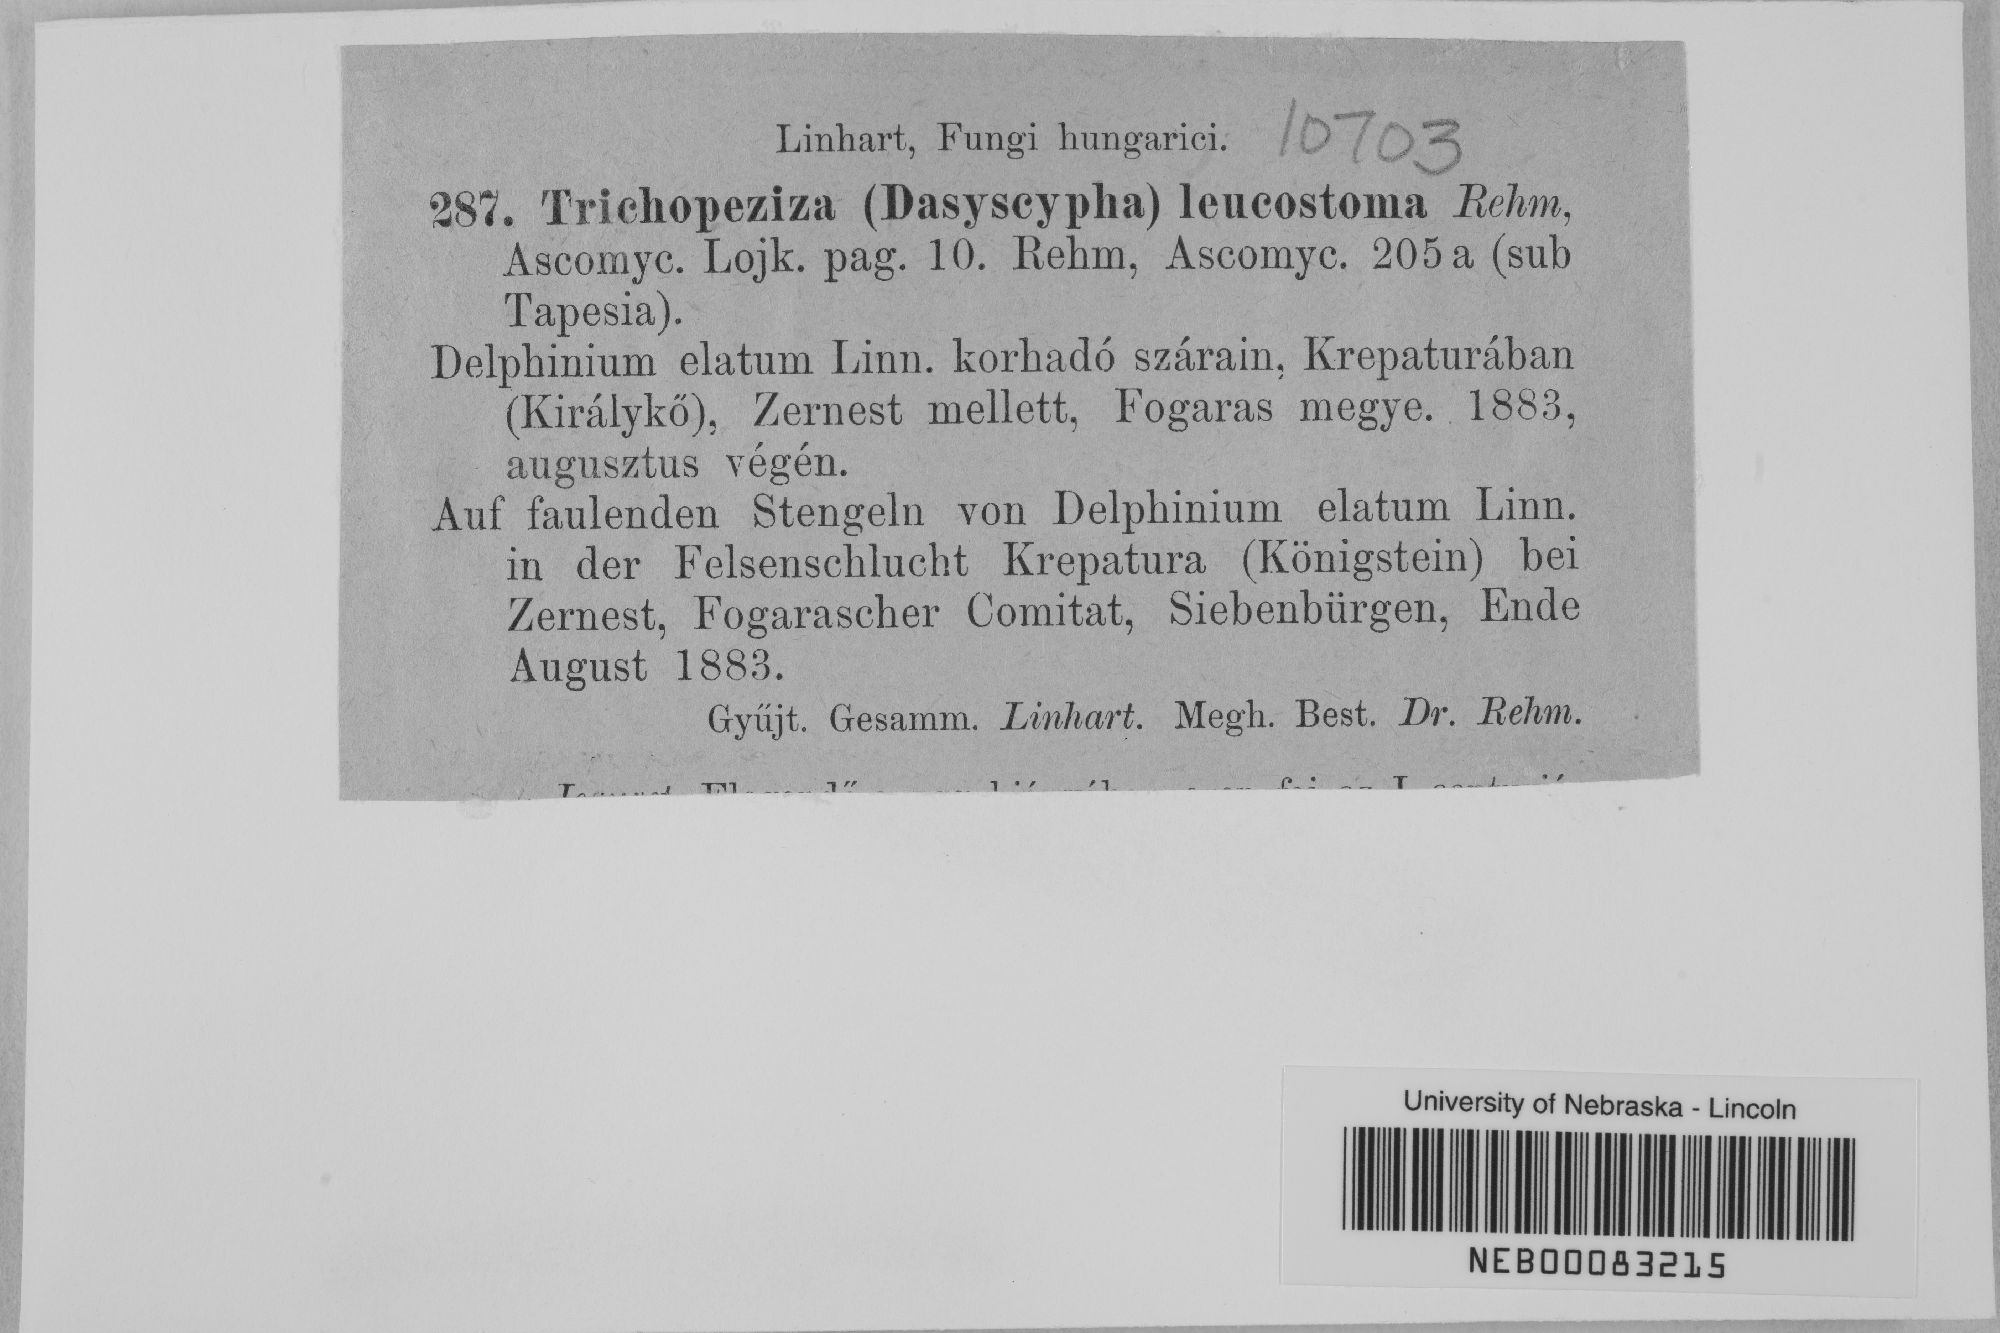 Linhart, Fungi hungarici. 10703
287. Trichopeziza (Dasyscypha) leucostoma Rehm,
Ascomyc. Lojk. pag. 10. Rehm, Ascomyc. 205 a (sub
Tapesia).
Delphinium elatum Linn. korhadó szárain, Krepaturában
(Királykő), Zernest mellett, Fogaras megye. 1883,
augusztus végén.
Auf faulenden Stengeln von Delphinium elatum Linn.
in der Felsenschlucht Krepatura (Königstein) bei
Zernest, Fogarascher Comitat, Siebenbürgen, Ende
August 1883.
Gyűjt. Gesamm. Linhart. Megh. Best. Dr. Rehm.
University of Nebraska - Lincoln
NEB00083215